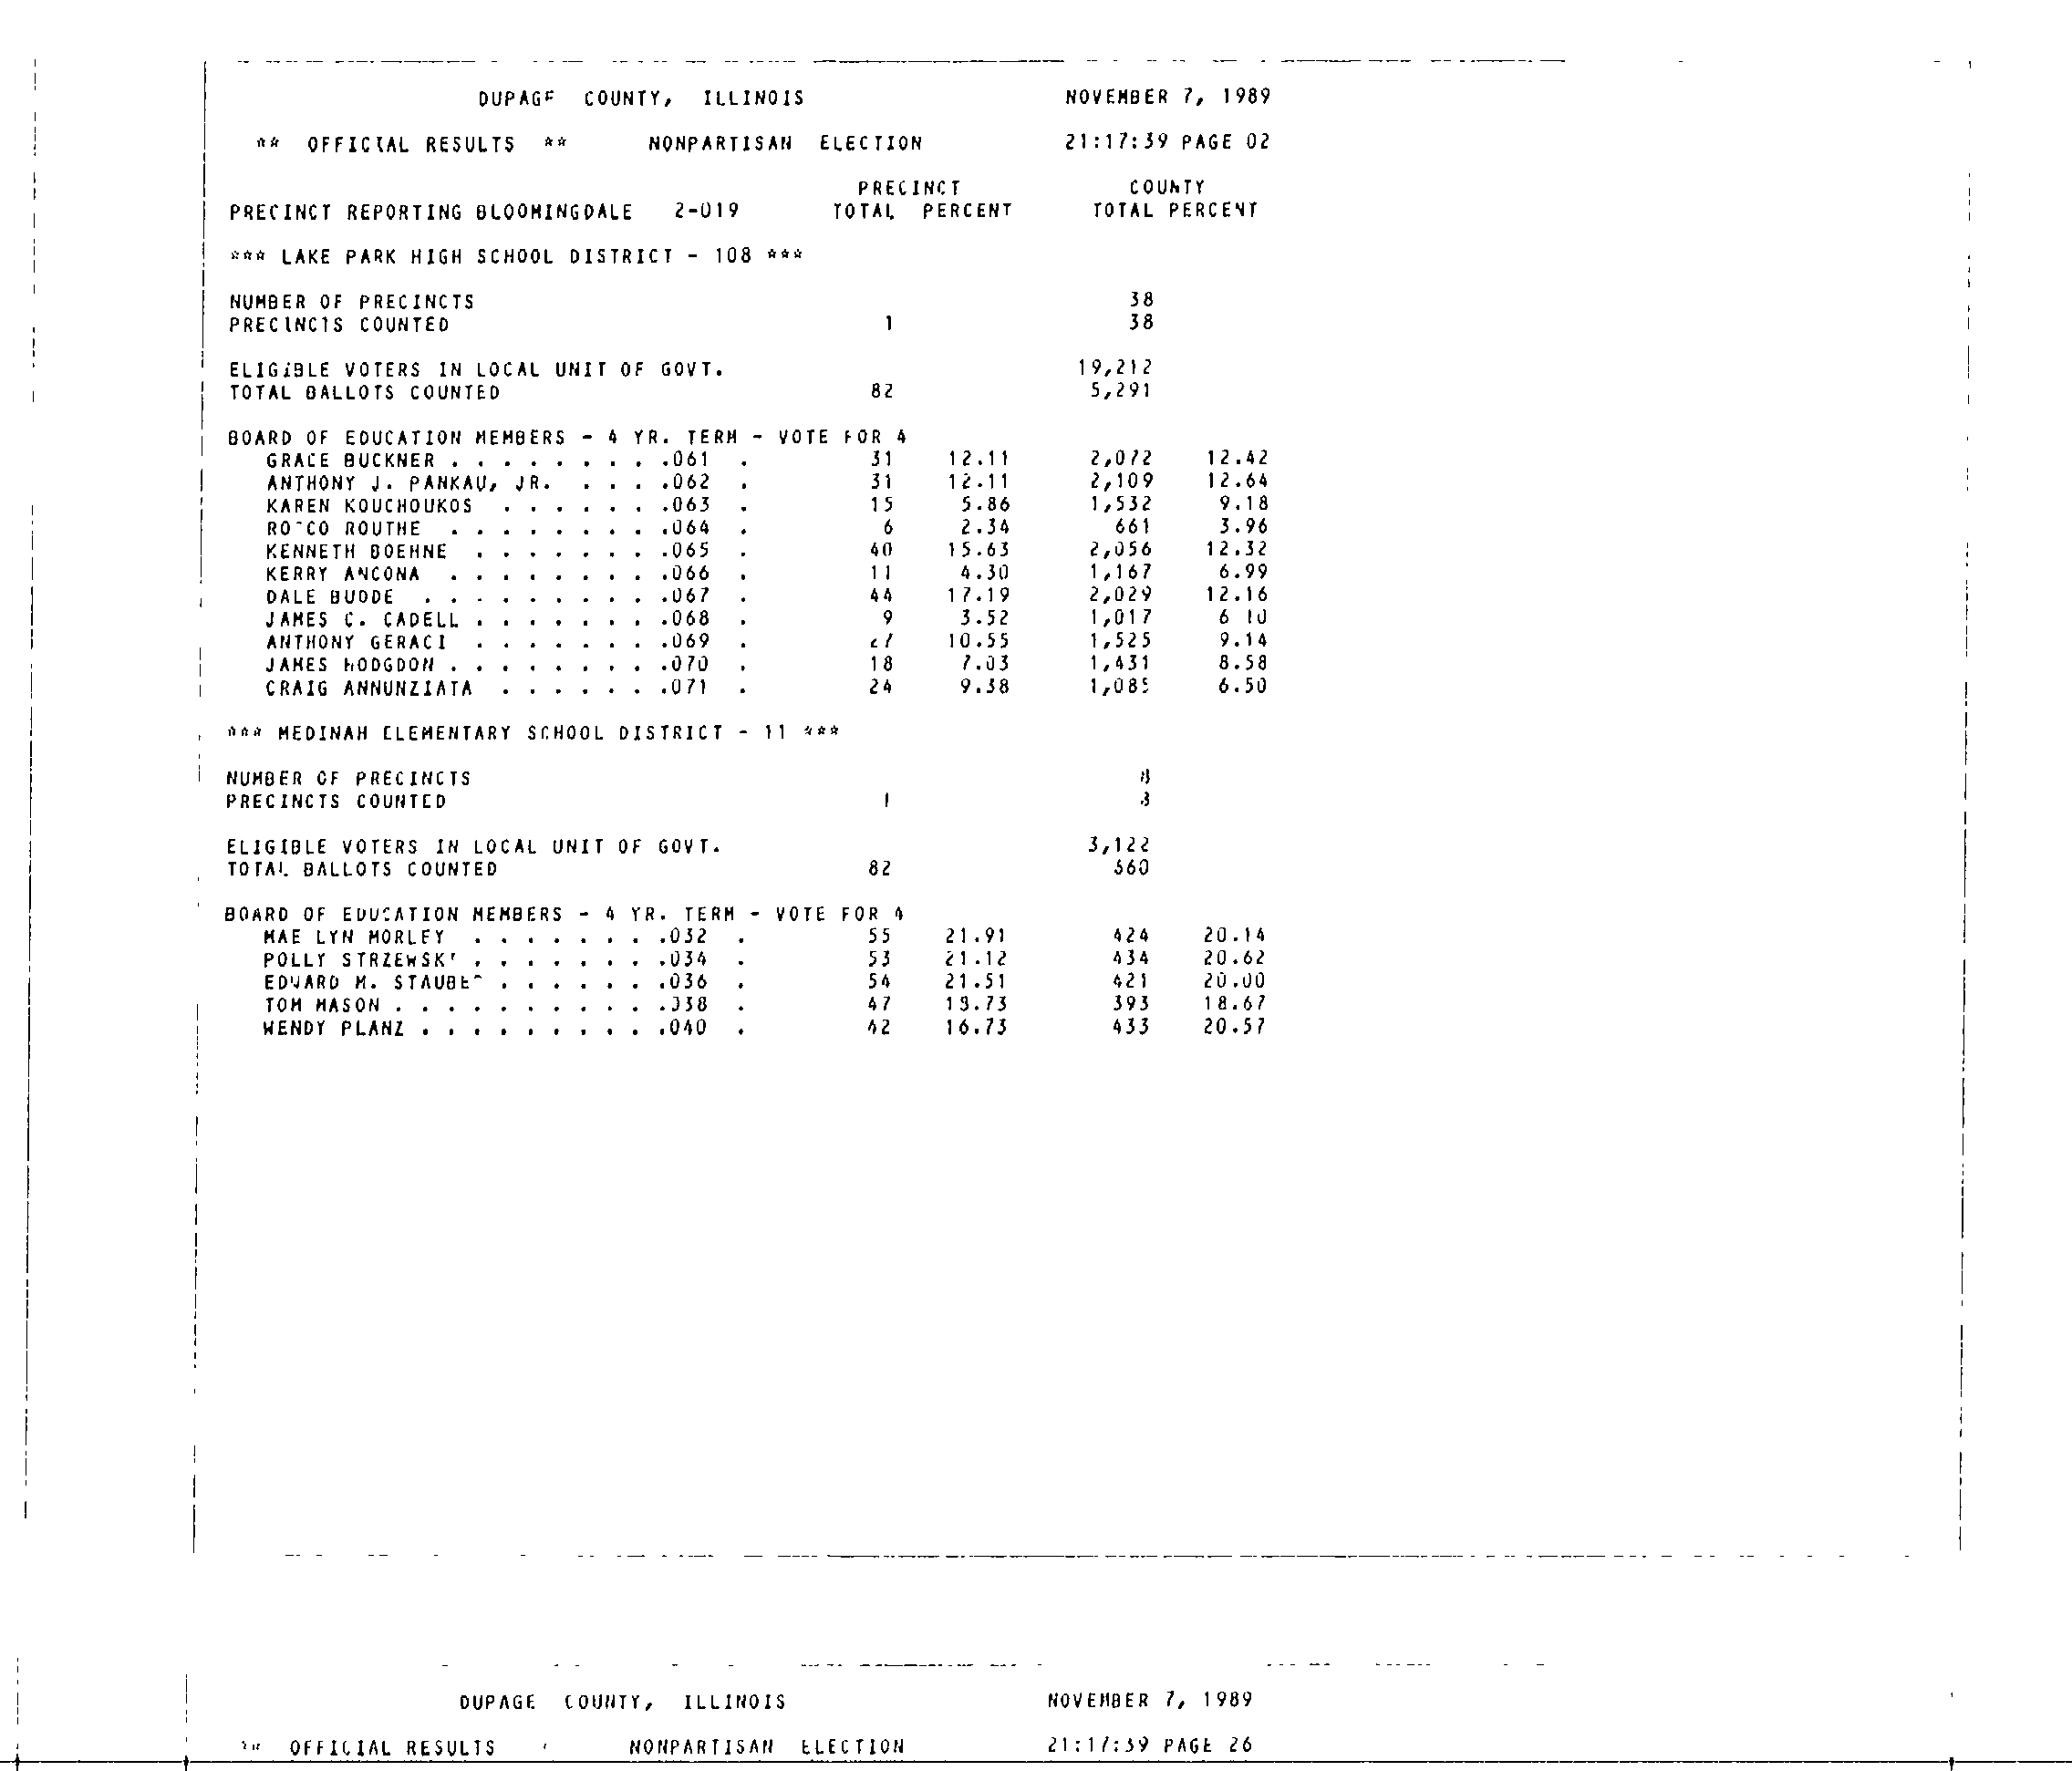 DUPAGE COUNTY, ILLINOIS NOVEMBER 7, 1989
** OFFICIAL RESULTS ** NONPARTISAN ELECTION 21:17:39 PAGE 02
PRECINCT COUNTY
PRECINCT REPORTING BLOOMINGDALE 2-019 TOTAL PERCENT TOTAL PERCENT
*** LAKE PARK HIGH SCHOOL DISTRICT - 108 ***
NUMBER OF PRECINCTS 38
PRECINCTS COUNTED 1 38
ELIGIBLE VOTERS IN LOCAL UNIT OF GOVT. 19,212
TOTAL BALLOTS COUNTED 82 5,291
BOARD OF EDUCATION MEMBERS - 4 YR. TERM - VOTE FOR 4
GRACE BUCKNER . . . . . . . . .061 . 31 12.11 2,072 12.42
ANTHONY J. PANKAU, JR. . . . .062 . 31 12.11 2,109 12.64
KAREN KOUCHOUKOS . . . . . . .063 . 15 5.86 1,532 9.18
ROUTHE . . . . . . . . .064 . 6 2.34 661 3.96
KENNETH BOEHNE . . . . . . . .065 . 40 15.63 2,056 12.32
KERRY ANCONA . . . . . . . . .066 . 11 4.30 1,167 6.99
DALE BUDDE . . . . . . . . . .067 . 44 17.19 2,029 12.16
JAMES C. CADELL . . . . . . . .068 . 9 3.52 1,017 6 10
ANTHONY GERACI . . . . . . . .069 . 27 10.55 1,525 9.14
JAMES HODGDON . . . . . . . . .070 . 18 7.03 1,431 8.58
CRAIG ANNUNZIATA . . . . . . .071 . 24 9.38 1,085 6.50
*** MEDINAH ELEMENTARY SCHOOL DISTRICT - 11 ***
NUMBER OF PRECINCTS
PRECINCTS COUNTED 1
ELIGIBLE VOTERS IN LOCAL UNIT OF GOVT. 3,122
TOTAL BALLOTS COUNTED 82
BOARD OF EDUCATION MEMBERS - 4 YR. TERM - VOTE FOR 4
MAE LYN MORLEY . . . . . . . .032 . 55 21.91 424 20.14
POLLY . . . . . . . .034 . 53 21.12 434 20.62
EDWARD M. . . . . . . .036 . 54 21.51 421 20.00
TOM MASON . . . . . . . . . . .038 . 47 18.73 393 18.67
WENDY PLANZ . . . . . . . . . .040 . 42 16.73 433 20.57
DUPAGE COUNTY, ILLINOIS NOVEMBER 7, 1989
OFFICIAL RESULTS NONPARTISAN ELECTION 21:17:39 PAGE 26